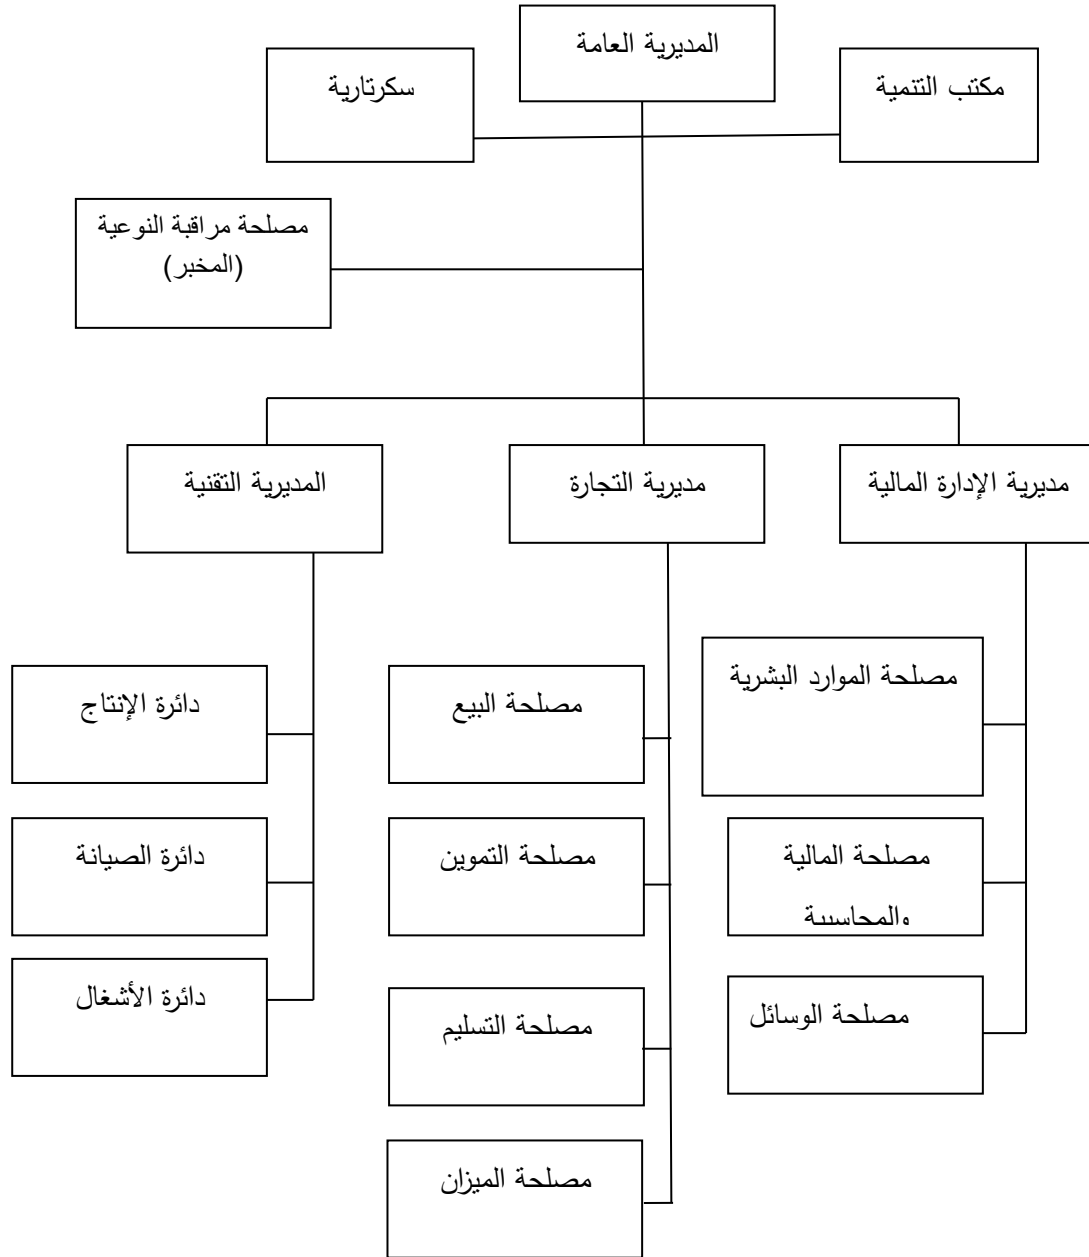 المديرية العامة
مكتب التنمية
سكرتارية
مصلحة مراقبة النوعية
(المخبر)
مديرية الإدارة المالية
مديرية التجارة
المديرية التقنية
مصلحة الموارد البشرية
مصلحة البيع
دائرة الإنتاج
مصلحة المالية
والمحاسبة
مصلحة التموين
دائرة الصيانة
مصلحة الوسائل
مصلحة التسليم
دائرة الأشغال
مصلحة الميزان